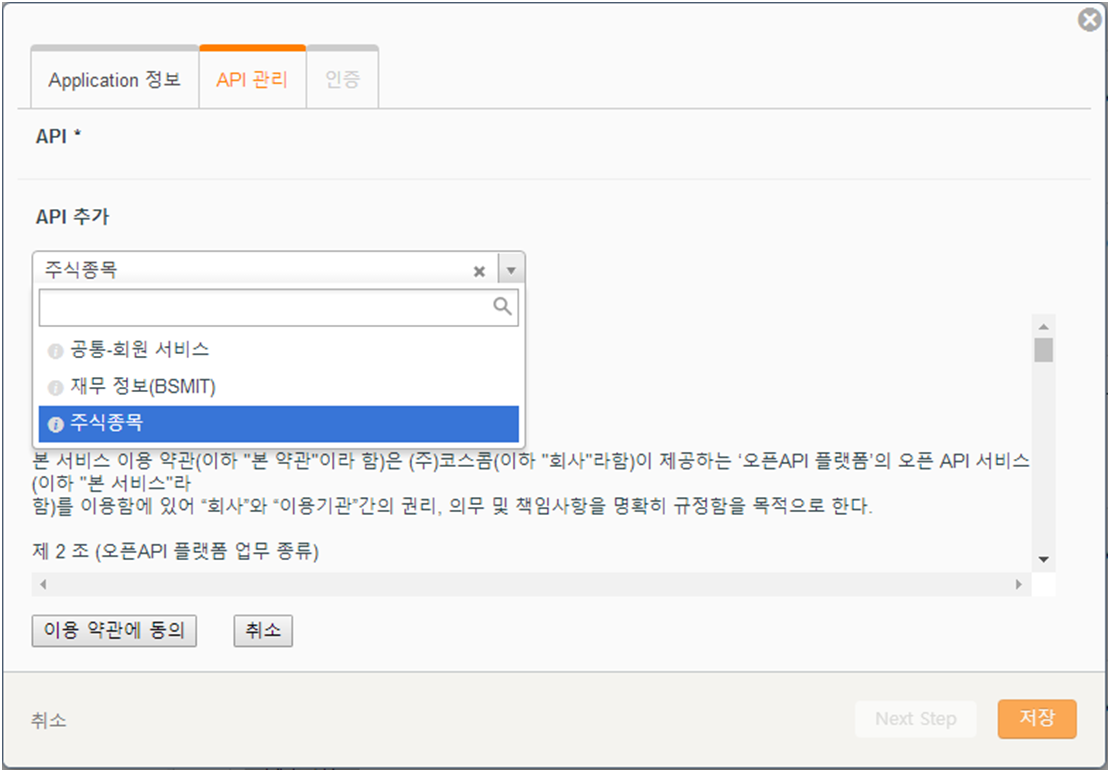 Application 정보
API 관리
인증
API *
API 추가
주식종목
공통-회원 서비스
재무 정보(BSMIT)
주식종목
본 서비스 이용 약관(이하 "본 약관"이라 함)은 (주)코스콤(이하 "회사"라함)이 제공하는 ‘오픈API 플랫폼’의 오픈 API 서비스
(이하 "본 서비스"라
함)를 이용함에 있어 “회사”와 “이용기관”간의 권리, 의무 및 책임사항을 명확히 규정함을 목적으로 한다.
제 2 조 (오픈API 플랫폼 업무 종류)
이용 약관에 동의
취소
취소
Next Step
저장